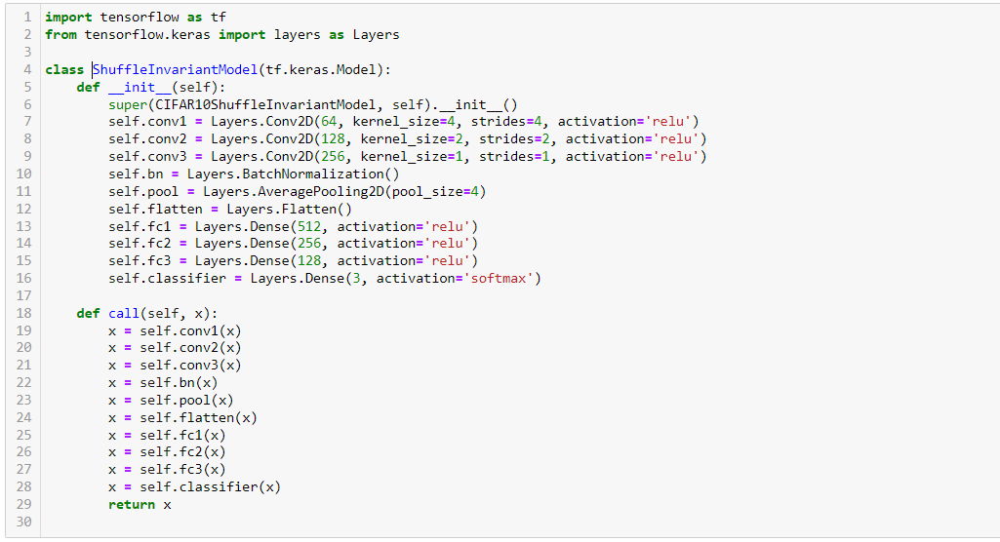 1 import tensorflow as tf
2 from tensorflow.keras import layers as Layers
3
4 class ShuffleInvariantModel(tf.keras.Model):
5     def __init__(self):
6         super(CIFAR10ShuffleInvariantModel, self).__init__()
7         self.conv1 = Layers.Conv2D(64, kernel_size=4, strides=4, activation='relu')
8         self.conv2 = Layers.Conv2D(128, kernel_size=2, strides=2, activation='relu')
9         self.conv3 = Layers.Conv2D(256, kernel_size=1, strides=1, activation='relu')
10         self.bn = Layers.BatchNormalization()
11         self.pool = Layers.AveragePooling2D(pool_size=4)
12         self.flatten = Layers.Flatten()
13         self.fc1 = Layers.Dense(512, activation='relu')
14         self.fc2 = Layers.Dense(256, activation='relu')
15         self.fc3 = Layers.Dense(128, activation='relu')
16         self.classifier = Layers.Dense(3, activation='softmax')
17
18     def call(self, x):
19         x = self.conv1(x)
20         x = self.conv2(x)
21         x = self.conv3(x)
22         x = self.bn(x)
23         x = self.pool(x)
24         x = self.flatten(x)
25         x = self.fc1(x)
26         x = self.fc2(x)
27         x = self.fc3(x)
28         x = self.classifier(x)
29         return x
30